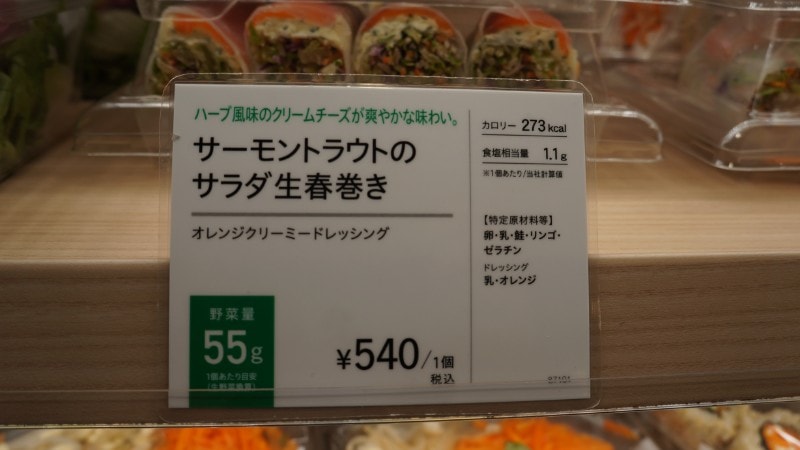 ハーブ風味のクリームチーズが爽やかな味わい。
サーモントラウトの
サラダ生春巻き
オレンジクリーミードレッシング
野菜量
55g
1個あたり目安
¥540/1個
税込
カロリー 273kcal
食塩相当量 1.1g
※1個あたり/当社計算値
【特定原材料等】
卵・乳・鮭・リンゴ・
ゼラチン
ドレッシング
乳・オレンジ